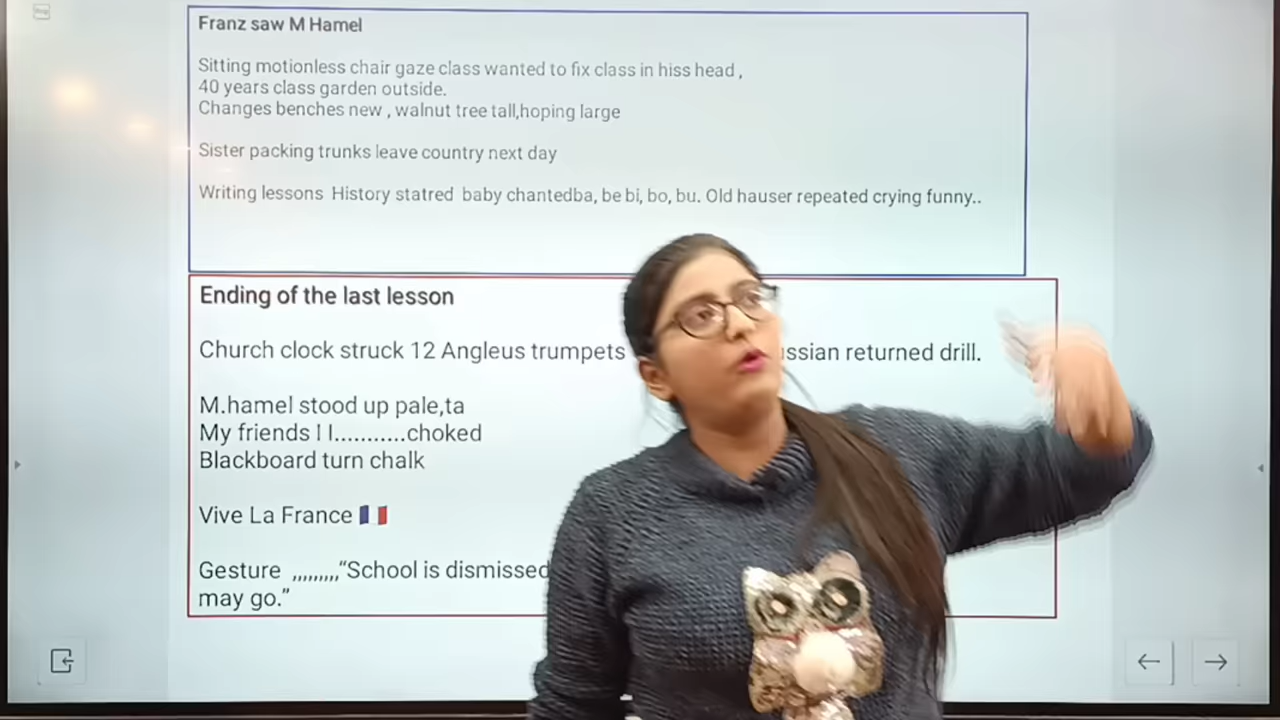 Franz saw M Hamel
Sitting motionless chair gaze class wanted to fix class in hiss head ,
40 years class garden outside.
Changes benches new , walnut tree tall,hoping large
Sister packing trunks leave country next day
Writing lessons History statred baby chantedba, be bi, bo, bu. Old hauser repeated crying funny..
Ending of the last lesson
Church clock struck 12 Angleus trumpets ssian returned drill.
M.hamel stood up pale,ta
My friends I I...........choked
Blackboard turn chalk
Vive La France 🇫🇷
Gesture ,,,,,,,,,“School is dismissed
may go.”